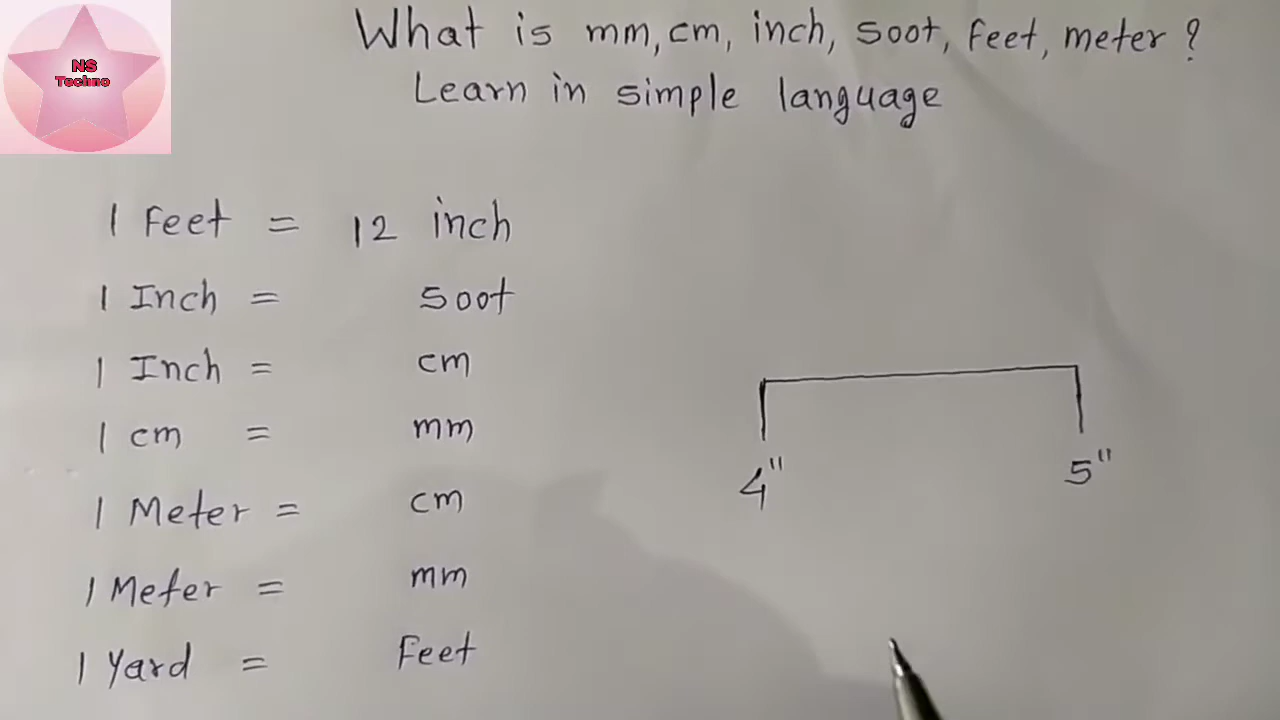 What is mm, cm, inch, soot, feet, meter ?
Learn in simple language
NS
Techno
1 Feet = 12 inch
1 Inch = soot
1 Inch = cm
1 cm = mm
1 Meter = cm
1 Meter = mm
1 Yard = Feet
4" 5"